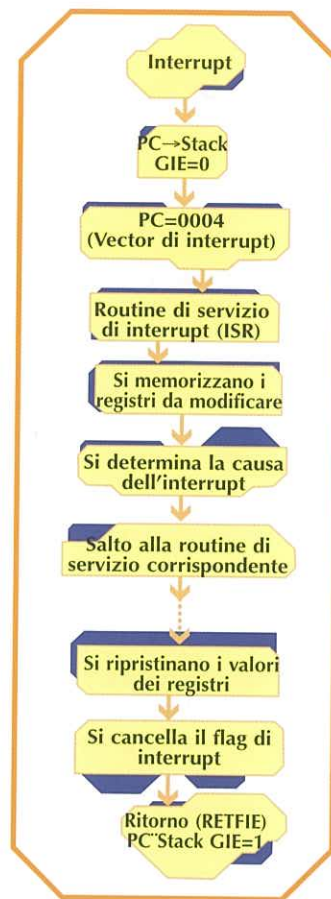 Interrupt
PC→Stack
GIE=0
PC=0004
(Vector di interrupt)
Routine di servizio
di interrupt (ISR)
Si memorizzano i
registri da modificare
Si determina la causa
dell'interrupt
Salto alla routine di
servizio corrispondente
Si ripristinano i valori
dei registri
Si cancella il flag di
interrupt
Ritorno (RETFIE)
PC¨Stack GIE=1